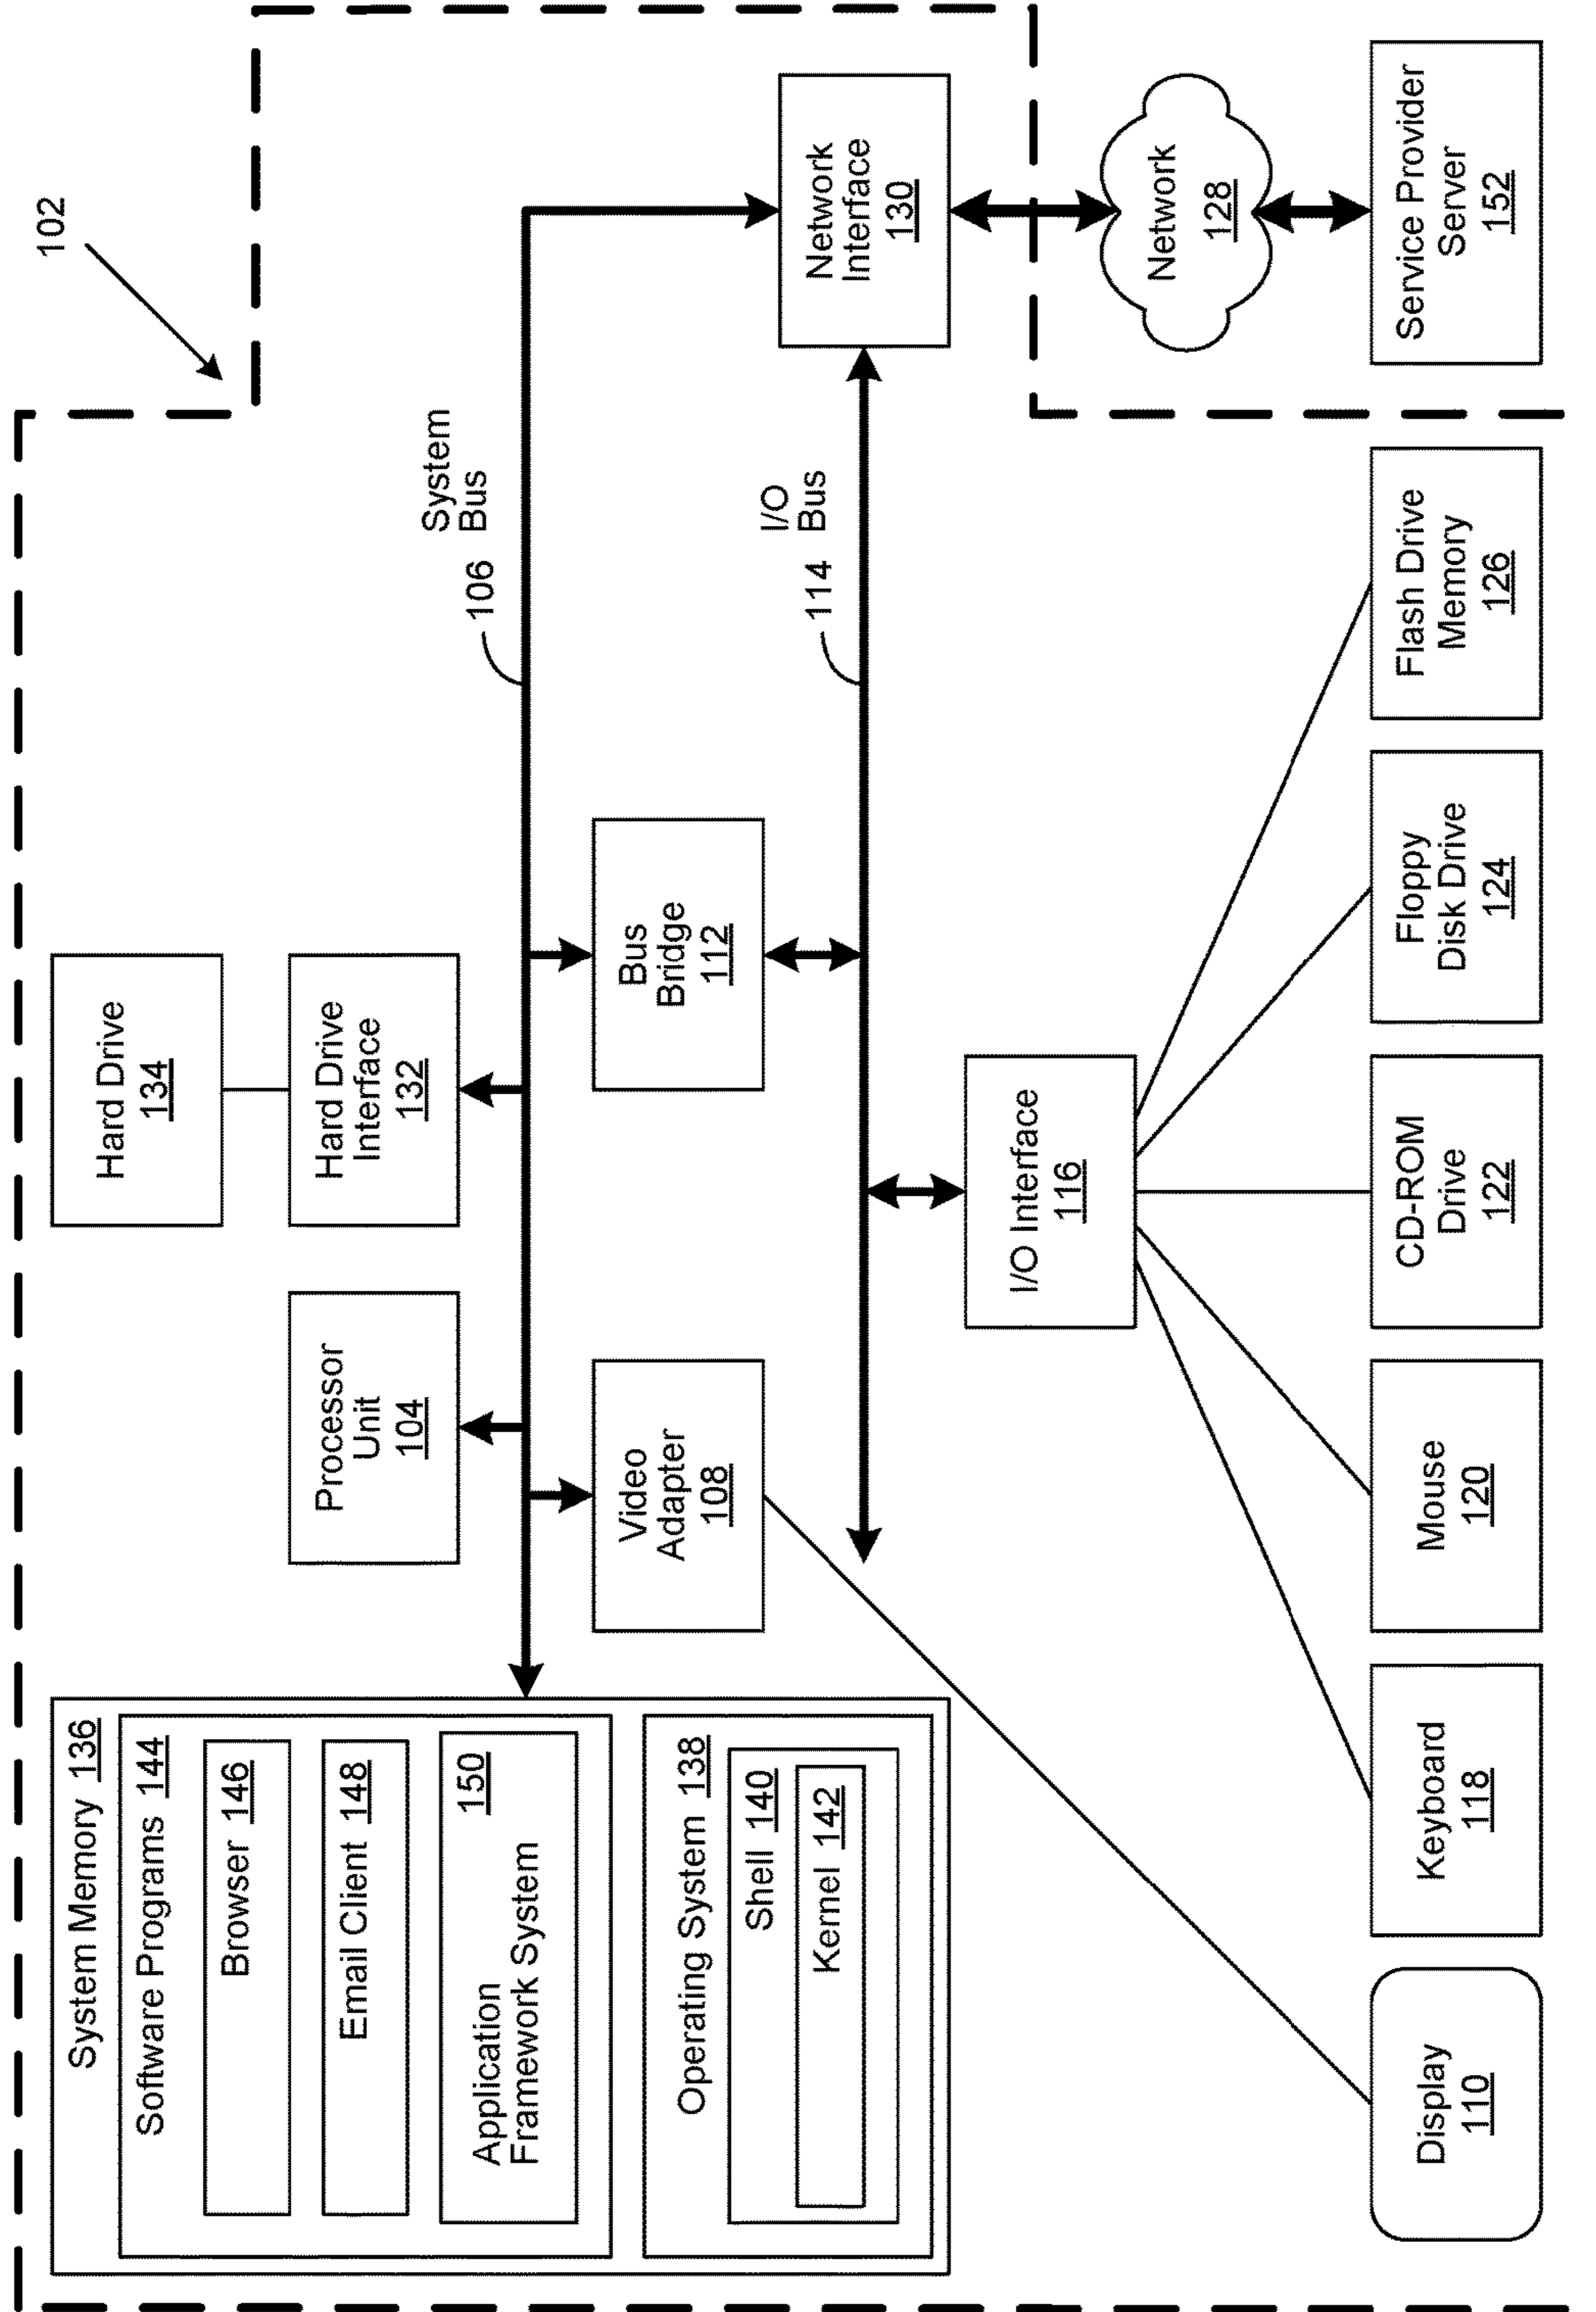 102
System Memory 136
Software Programs 144
Browser 146
Email Client 148
Application
Framework System
150
Operating System 138
Shell 140
Kernel 142
Hard Drive
134
Processor
Unit
104
Hard Drive
Interface
132
106
System
Bus
Video
Adapter
108
Bus
Bridge
112
114
I/O
Bus
Network
Interface
130
I/O Interface
116
Network
128
Display
110
Keyboard
118
Mouse
120
CD-ROM
Drive
122
Floppy
Disk Drive
124
Flash Drive
Memory
126
Service Provider
Server
152